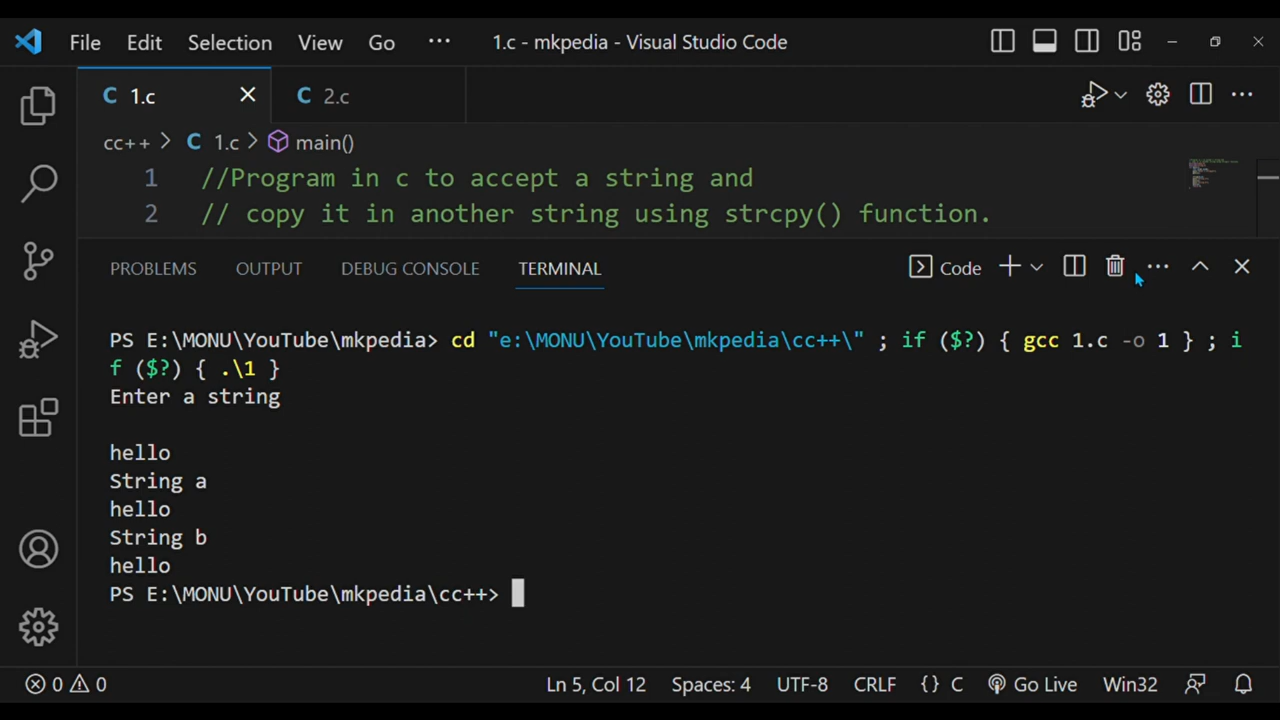 File Edit Selection View Go ··· 1.c - mkpedia - Visual Studio Code
C 1.c C 2.c
cc++ > C 1.c > main()
1 //Program in c to accept a string and
2 // copy it in another string using strcpy() function.
PROBLEMS OUTPUT DEBUG CONSOLE TERMINAL Code
PS E:\MONU\YouTube\mkpedia> cd "e:\MONU\YouTube\mkpedia\cc++\" ; if ($?) { gcc 1.c -o 1 } ; i
f ($?) { .\1 }
Enter a string
hello
String a
hello
String b
hello
PS E:\MONU\YouTube\mkpedia\cc++>
0 0 Ln 5, Col 12 Spaces: 4 UTF-8 CRLF {} C Go Live Win32